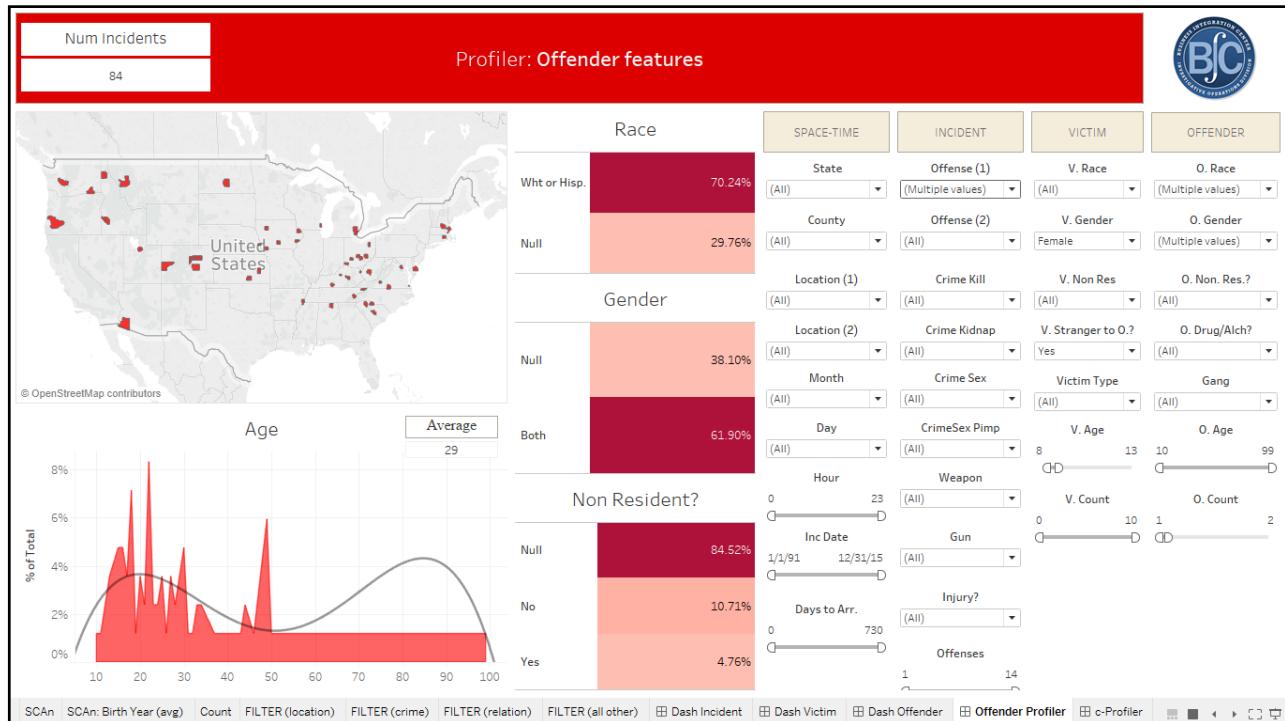 Num Incidents
84
Profiler: Offender features
BUSINESS INTEGRATION CENTER
B∫C
INVESTIGATIVE OPERATIONS DIVISION
United
States
© OpenStreetMap contributors
Age
Average
29
% of Total
8%
6%
4%
2%
0%
10 20 30 40 50 60 70 80 90 100
Race
Wht or Hisp. 70.24%
Null 29.76%
Gender
Null 38.10%
Both 61.90%
Non Resident?
Null 84.52%
No 10.71%
Yes 4.76%
SPACE-TIME
State
(All)
County
(All)
Location (1)
(All)
Location (2)
(All)
Month
(All)
Day
(All)
Hour
0 23
Inc Date
1/1/91 12/31/15
Days to Arr.
0 730
INCIDENT
Offense (1)
(Multiple values)
Offense (2)
(All)
Crime Kill
(All)
Crime Kidnap
(All)
Crime Sex
(All)
CrimeSex Pimp
(All)
Weapon
(All)
Gun
(All)
Injury?
(All)
Offenses
1 14
VICTIM
V. Race
(All)
V. Gender
Female
V. Non Res
(All)
V. Stranger to O.?
Yes
Victim Type
(All)
V. Age
8 13
V. Count
0 10
OFFENDER
O. Race
(Multiple values)
O. Gender
(Multiple values)
O. Non. Res.?
(All)
O. Drug/Alch?
(All)
Gang
(All)
O. Age
10 99
O. Count
1 2
SCAn SCAn: Birth Year (avg) Count FILTER (location) FILTER (crime) FILTER (relation) FILTER (all other) Dash Incident Dash Victim Dash Offender Offender Profiler c-Profiler